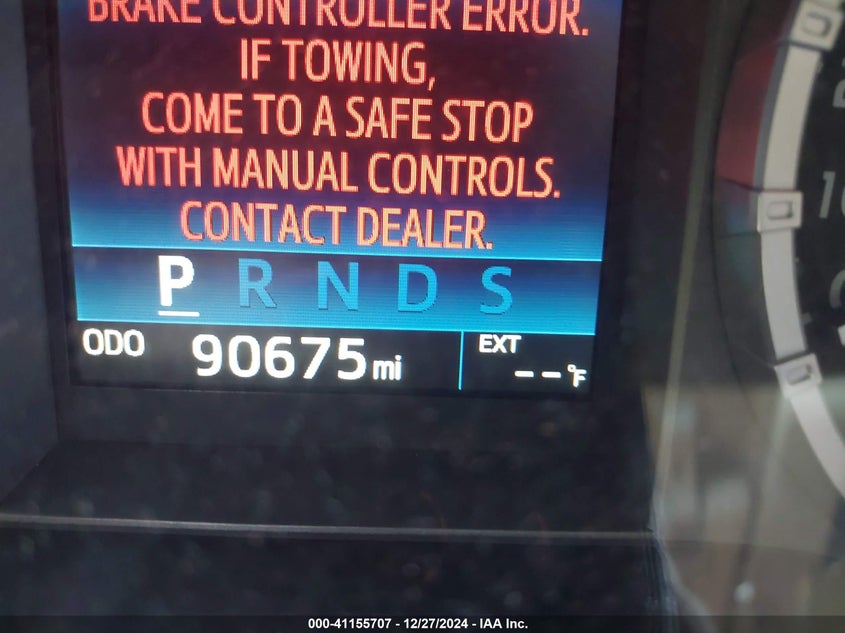 BRAKE CONTROLLER ERROR.
IF TOWING,
COME TO A SAFE STOP
WITH MANUAL CONTROLS.
CONTACT DEALER.
P R N D S
ODO 90675 mi EXT -- °F
000-41155707 - 12/27/2024 - IAA Inc.